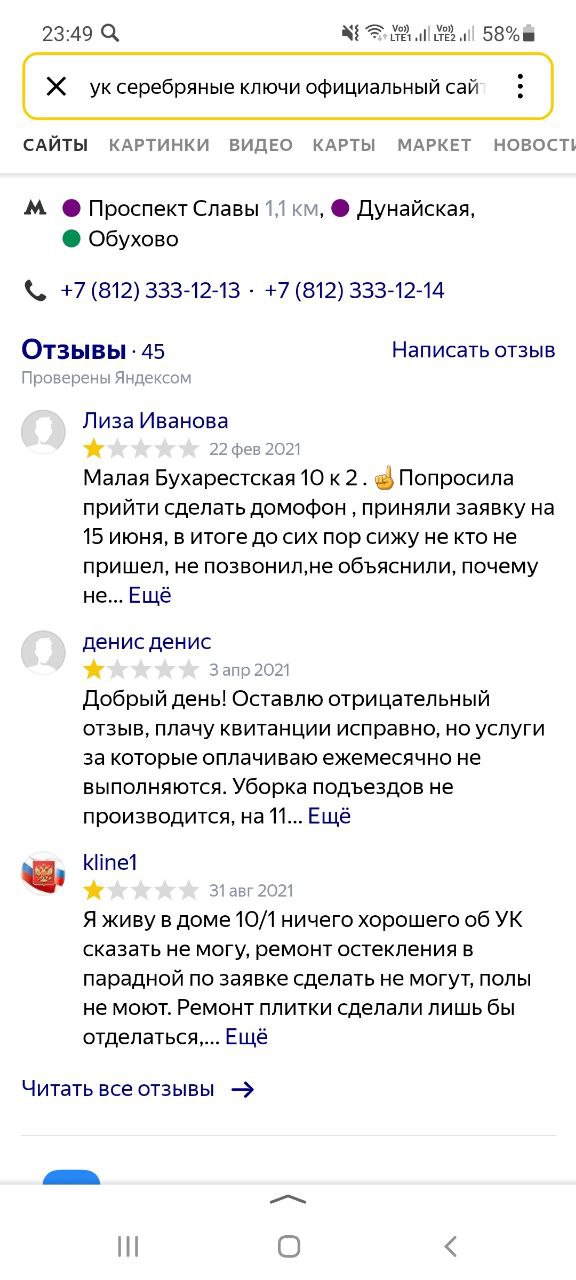 23:49
Vo)) LTE1 Vo)) LTE2 58%
ук серебряные ключи официальный сайт
САЙТЫ КАРТИНКИ ВИДЕО КАРТЫ МАРКЕТ НОВОСТИ
Проспект Славы 1,1 км, Дунайская,
Обухово
+7 (812) 333-12-13 · +7 (812) 333-12-14
Отзывы · 45 Написать отзыв
Проверены Яндексом
Лиза Иванова
22 фев 2021
Малая Бухарестская 10 к 2 . ☝Попросила
прийти сделать домофон , приняли заявку на
15 июня, в итоге до сих пор сижу не кто не
пришел, не позвонил,не объяснили, почему
не... Ещё
денис денис
3 апр 2021
Добрый день! Оставлю отрицательный
отзыв, плачу квитанции исправно, но услуги
за которые оплачиваю ежемесячно не
выполняются. Уборка подъездов не
производится, на 11... Ещё
kline1
31 авг 2021
Я живу в доме 10/1 ничего хорошего об УК
сказать не могу, ремонт остекления в
парадной по заявке сделать не могут, полы
не моют. Ремонт плитки сделали лишь бы
отделаться,... Ещё
Читать все отзывы →